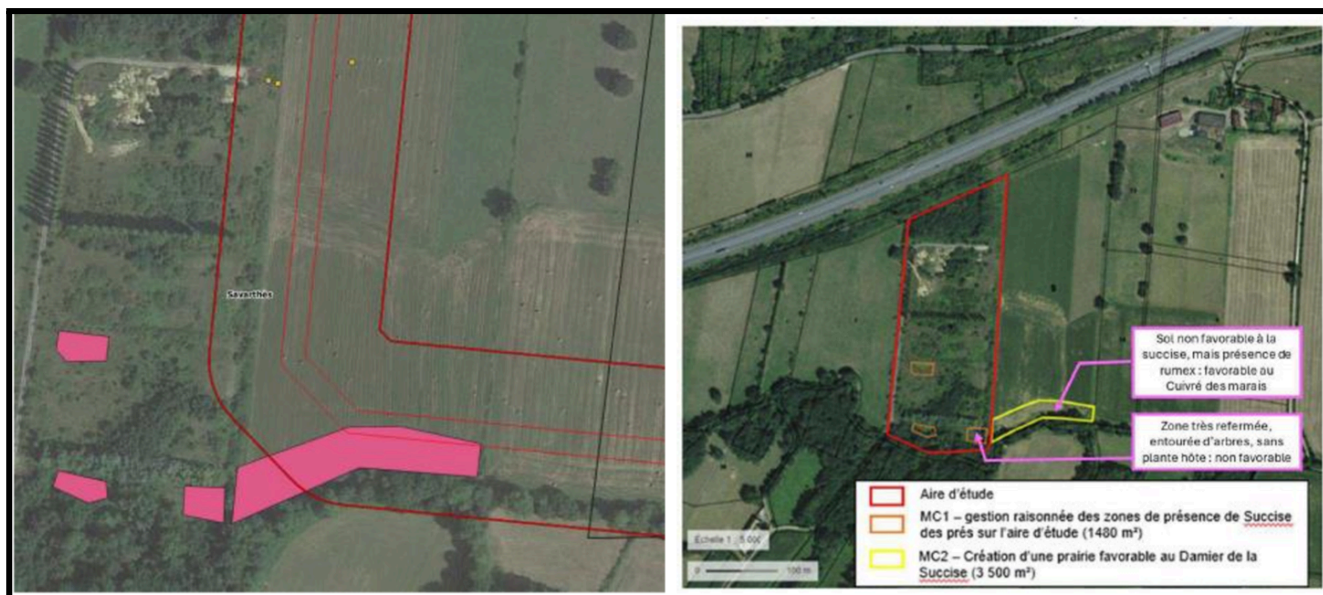 Savarthès
Sol non favorable à la
succise, mais présence de
rumex : favorable au
Cuivré des marais
Zone très refermée,
entourée d'arbres, sans
plante hôte : non favorable
Aire d'étude
MC1 – gestion raisonnée des zones de présence de Succise
des prés sur l'aire d'étude (1480 m²)
MC2 – Création d'une prairie favorable au Damier de la
Succise (3 500 m²)
Échelle 1 : 5 000
0 100 m